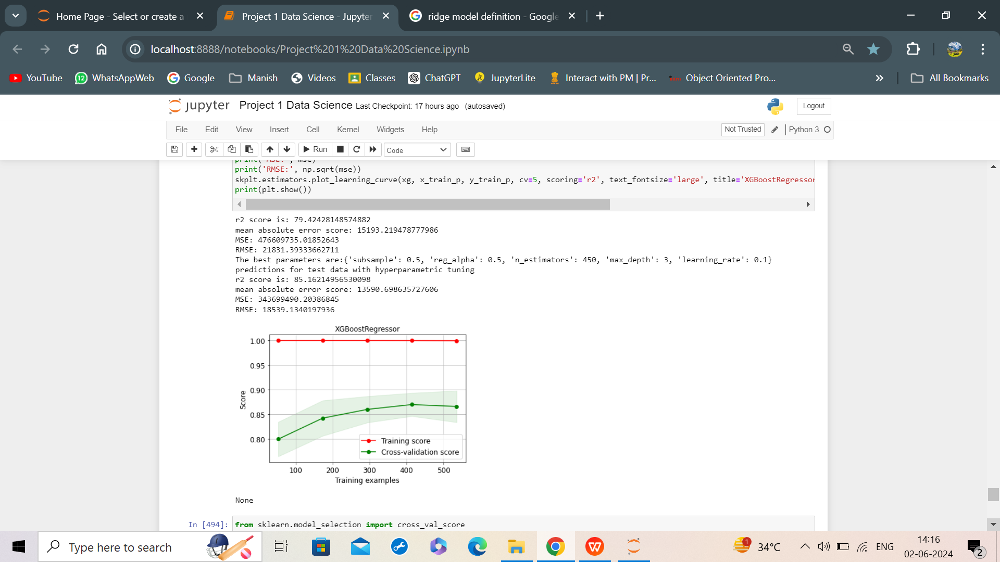 Home Page - Select or create a
Project 1 Data Science - Jupyter
ridge model definition - Google
localhost:8888/notebooks/Project%201%20Data%20Science.ipynb
YouTube
12
WhatsAppWeb
Google
Manish
Videos
Classes
ChatGPT
JupyterLite
Interact with PM | Pr...
Object Oriented Pro...
All Bookmarks
jupyter
Project 1 Data Science Last Checkpoint: 17 hours ago (autosaved)
Logout
File Edit View Insert Cell Kernel Widgets Help
Not Trusted
Python 3
Run
Code
print('MSE:', mse)
print('RMSE:', np.sqrt(mse))
skplt.estimators.plot_learning_curve(xg, x_train_p, y_train_p, cv=5, scoring='r2', text_fontsize='large', title='XGBoostRegressor
print(plt.show())
r2 score is: 79.42428148574882
mean absolute error score: 15193.219478777986
MSE: 476609735.01852643
RMSE: 21831.39333662711
The best parameters are:{'subsample': 0.5, 'reg_alpha': 0.5, 'n_estimators': 450, 'max_depth': 3, 'learning_rate': 0.1}
predictions for test data with hyperparametric tuning
r2 score is: 85.16214956530098
mean absolute error score: 13590.698635727606
MSE: 343699490.20386845
RMSE: 18539.1340197936
XGBoostRegressor
1.00
0.95
0.90
0.85
0.80
Score
Training score
Cross-validation score
100 200 300 400 500
Training examples
None
In [494]: from sklearn.model_selection import cross_val_score
Type here to search
1
34°C
ENG
14:16
02-06-2024
2